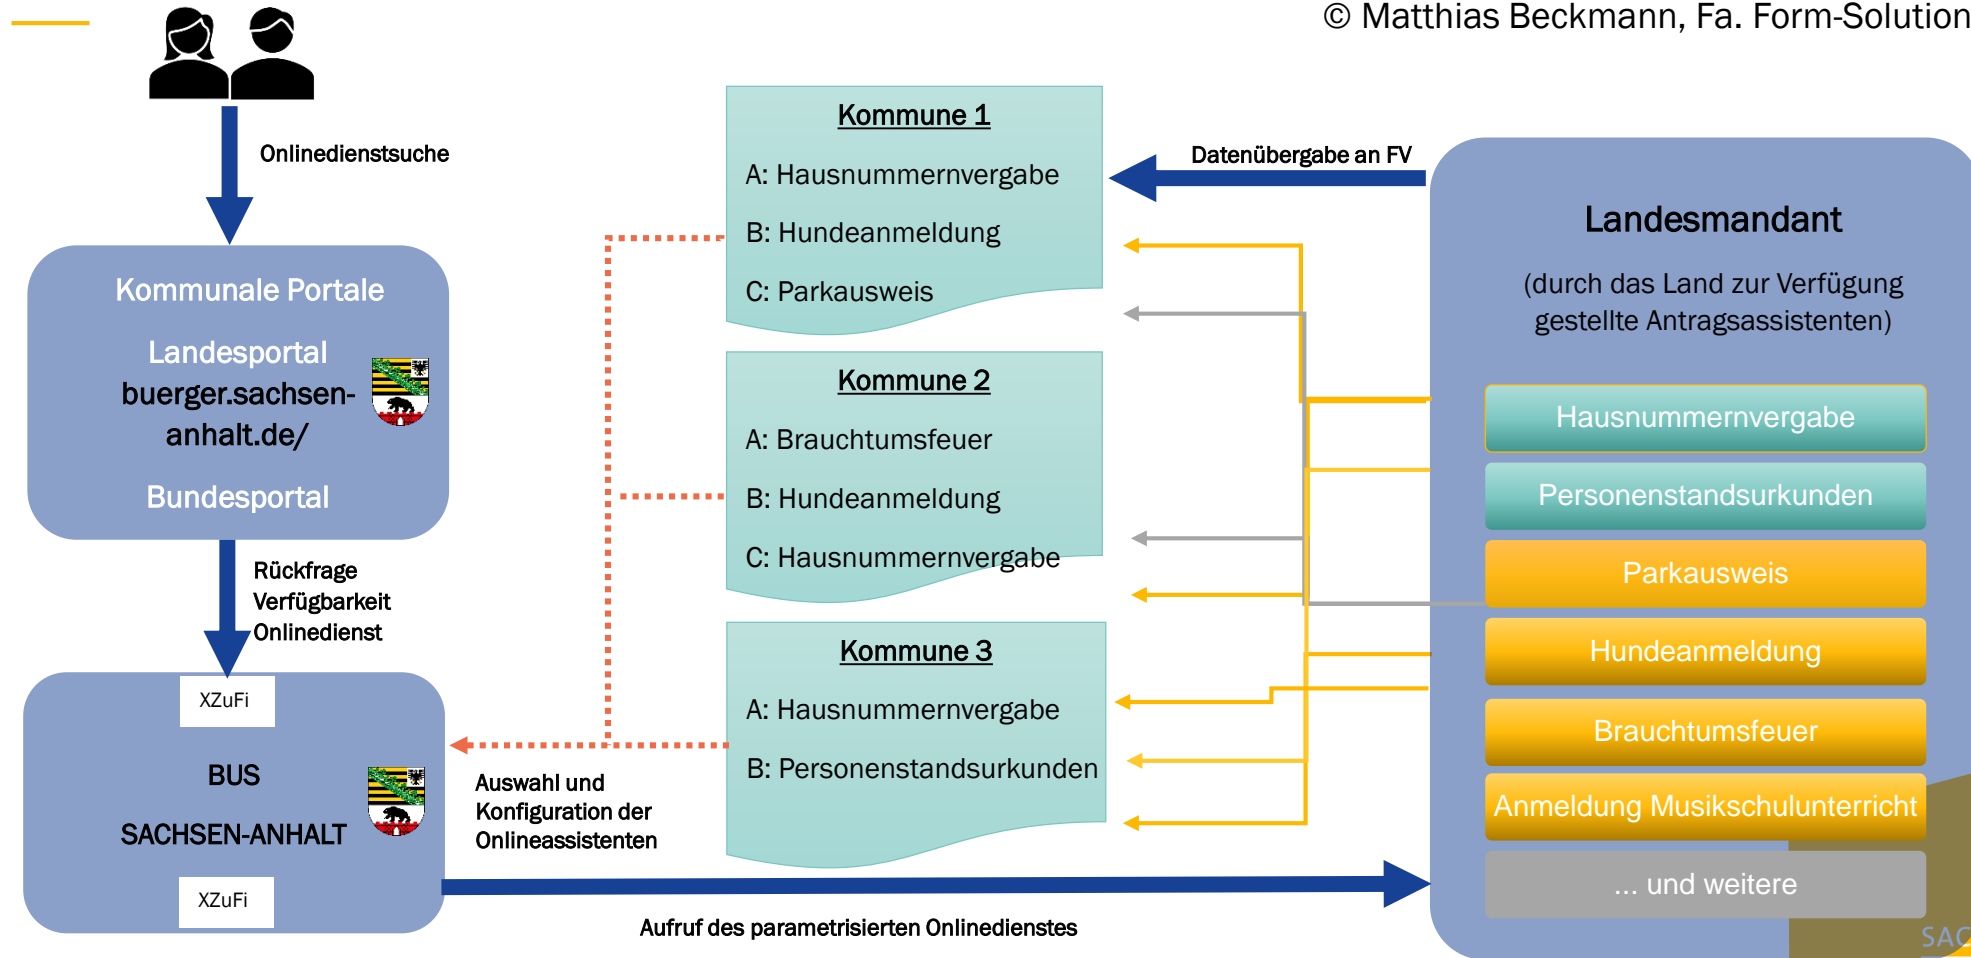 © Matthias Beckmann, Fa. Form-Solution
Onlinedienstsuche
Kommunale Portale
Landesportal
buerger.sachsen-
anhalt.de/
Bundesportal
Rückfrage
Verfügbarkeit
Onlinedienst
XZuFi
BUS
SACHSEN-ANHALT
XZuFi
Kommune 1
A: Hausnummernvergabe
B: Hundeanmeldung
C: Parkausweis
Kommune 2
A: Brauchtumsfeuer
B: Hundeanmeldung
C: Hausnummernvergabe
Kommune 3
A: Hausnummernvergabe
B: Personenstandsurkunden
Auswahl und
Konfiguration der
Onlineassistenten
Aufruf des parametrisierten Onlinedienstes
Datenübergabe an FV
Landesmandant
(durch das Land zur Verfügung
gestellte Antragsassistenten)
Hausnummernvergabe
Personenstandsurkunden
Parkausweis
Hundeanmeldung
Brauchtumsfeuer
Anmeldung Musikschulunterricht
... und weitere
SAC